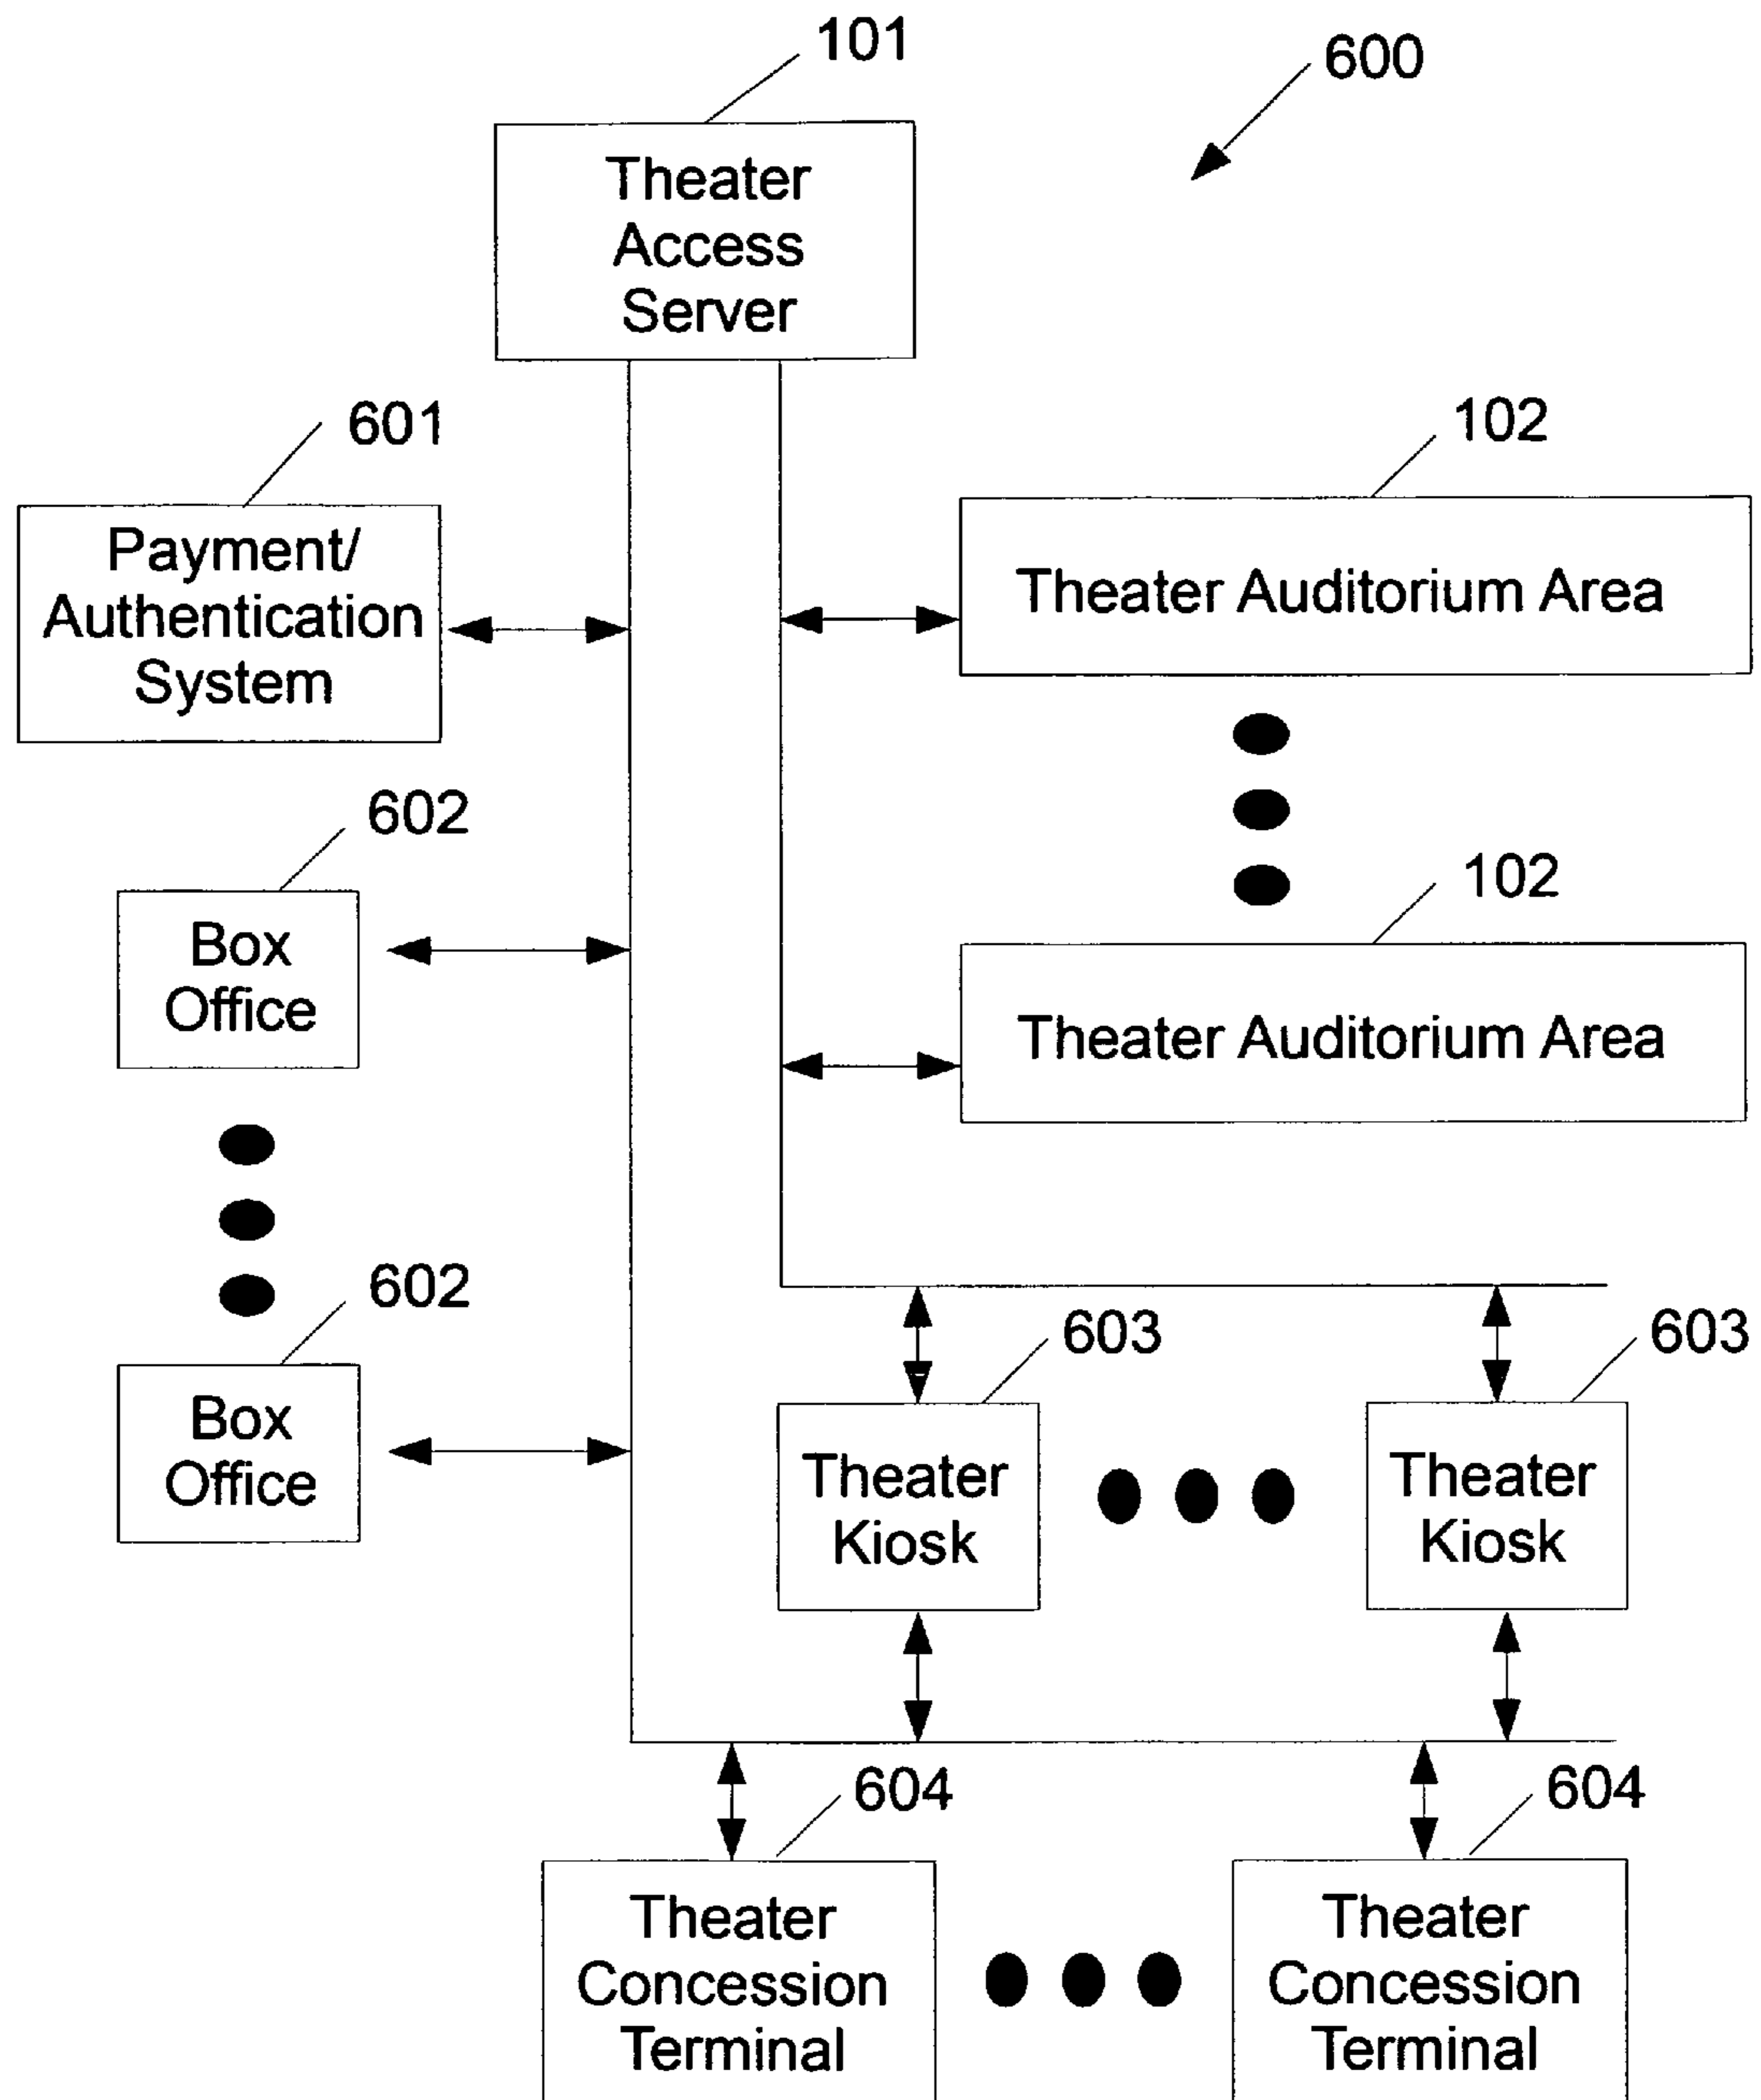 101
600
Theater
Access
Server
601
102
Payment/
Authentication
System
Theater Auditorium Area
602
102
Box
Office
Theater Auditorium Area
602
603
603
Box
Office
Theater
Kiosk
Theater
Kiosk
604
604
Theater
Concession
Terminal
Theater
Concession
Terminal